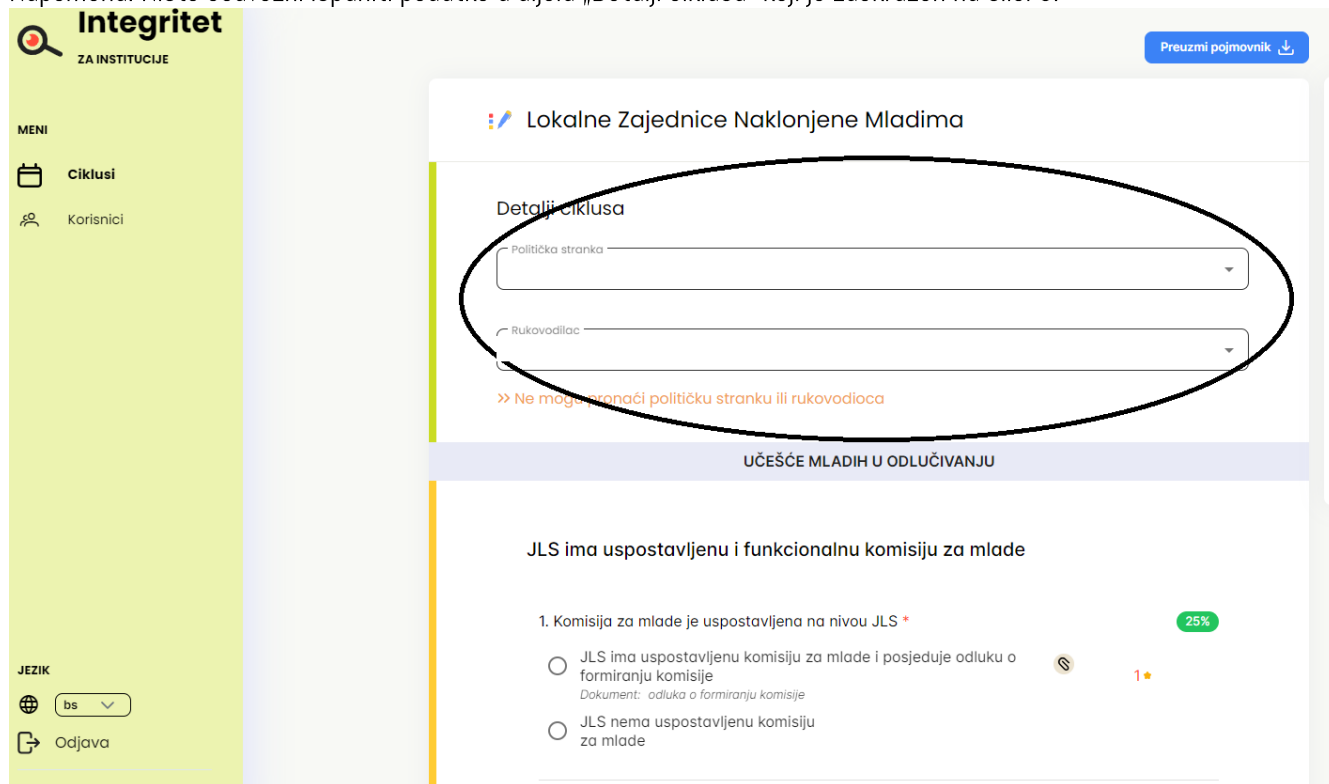 Integritet
ZA INSTITUCIJE
MENI
Ciklusi
Korisnici
JEZIK
bs
Odjava
Preuzmi pojmovnik
Lokalne Zajednice Naklonjene Mladima
Detalji ciklusa
Politička stranka
Rukovodilac
>> Ne mogu pronaći političku stranku ili rukovodioca
UČEŠĆE MLADIH U ODLUČIVANJU
JLS ima uspostavljenu i funkcionalnu komisiju za mlade
1. Komisija za mlade je uspostavljena na nivou JLS *
25%
JLS ima uspostavljenu komisiju za mlade i posjeduje odluku o
formiranju komisije
1
Dokument: odluka o formiranju komisije
JLS nema uspostavljenu komisiju
za mlade